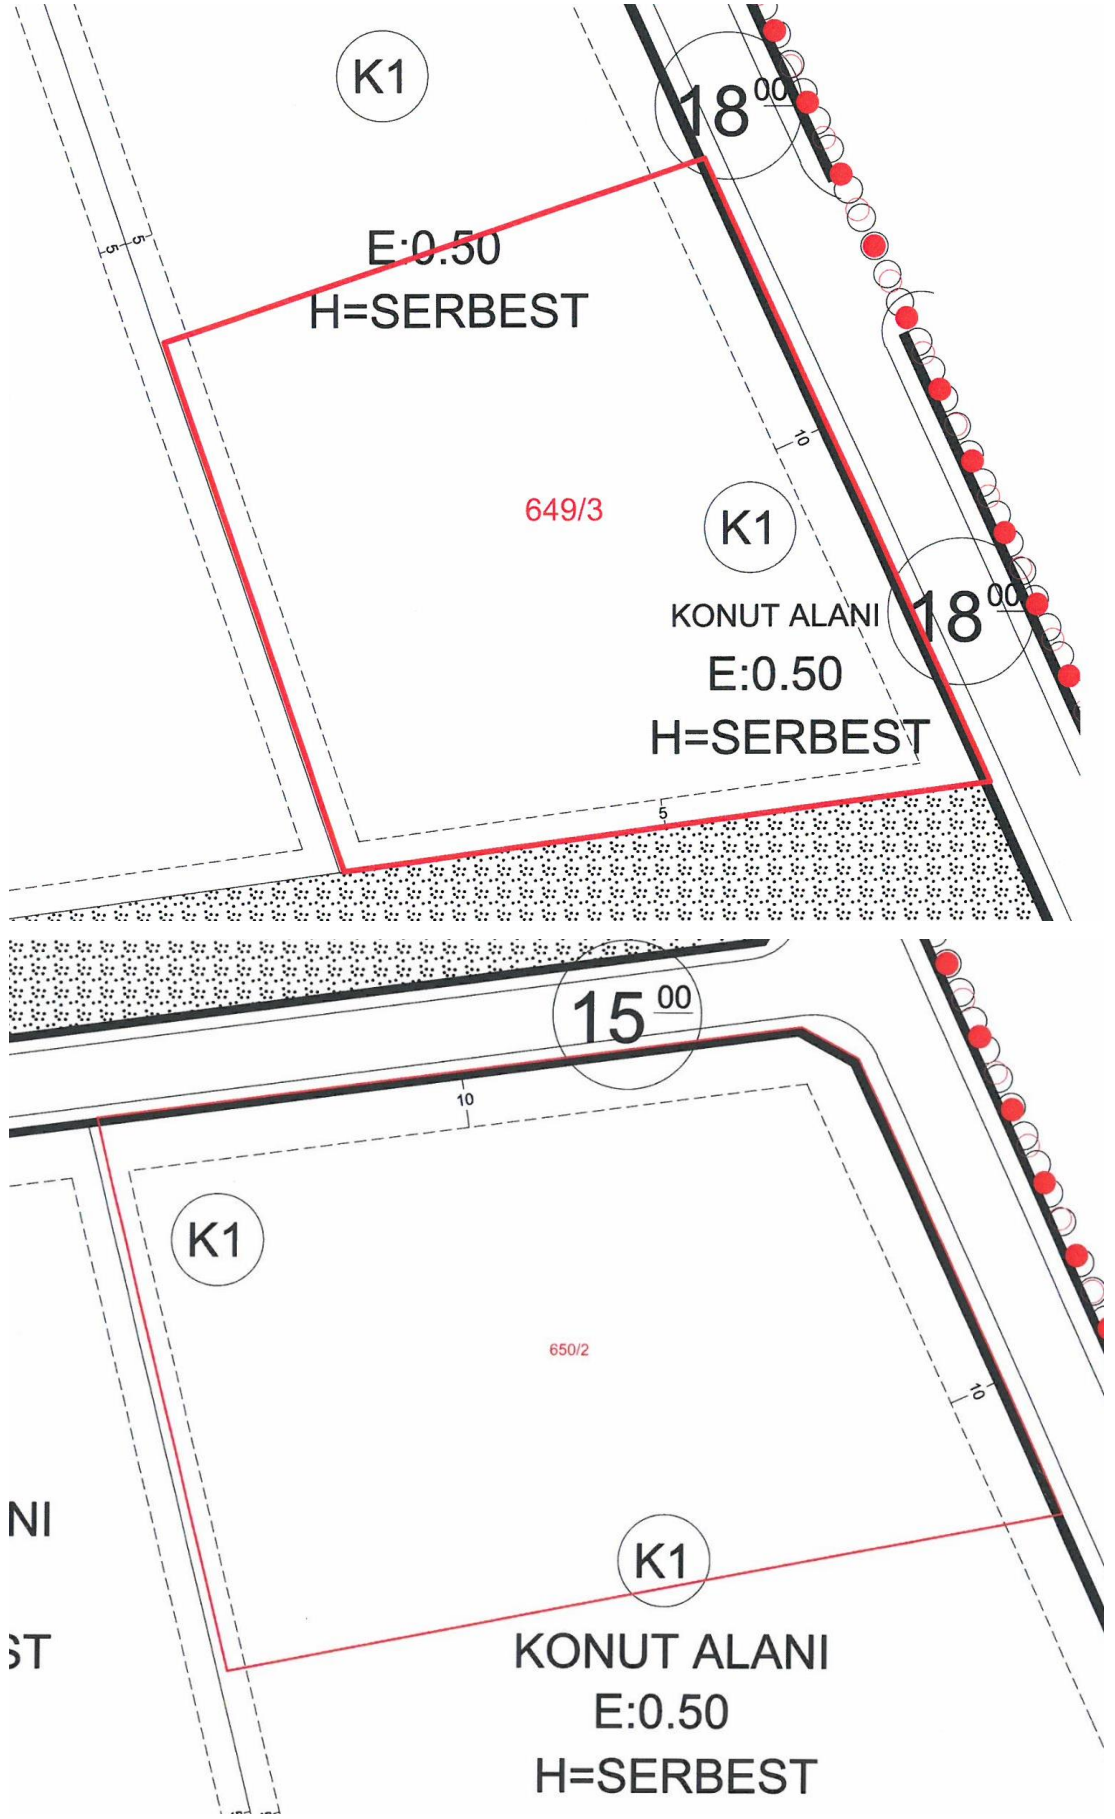 K1
18 00
E:0.50
H=SERBEST
5
5
10
649/3
K1
KONUT ALANI
18 00
E:0.50
H=SERBEST
5
15 00
10
K1
650/2
10
NI
K1
ST
KONUT ALANI
E:0.50
H=SERBEST